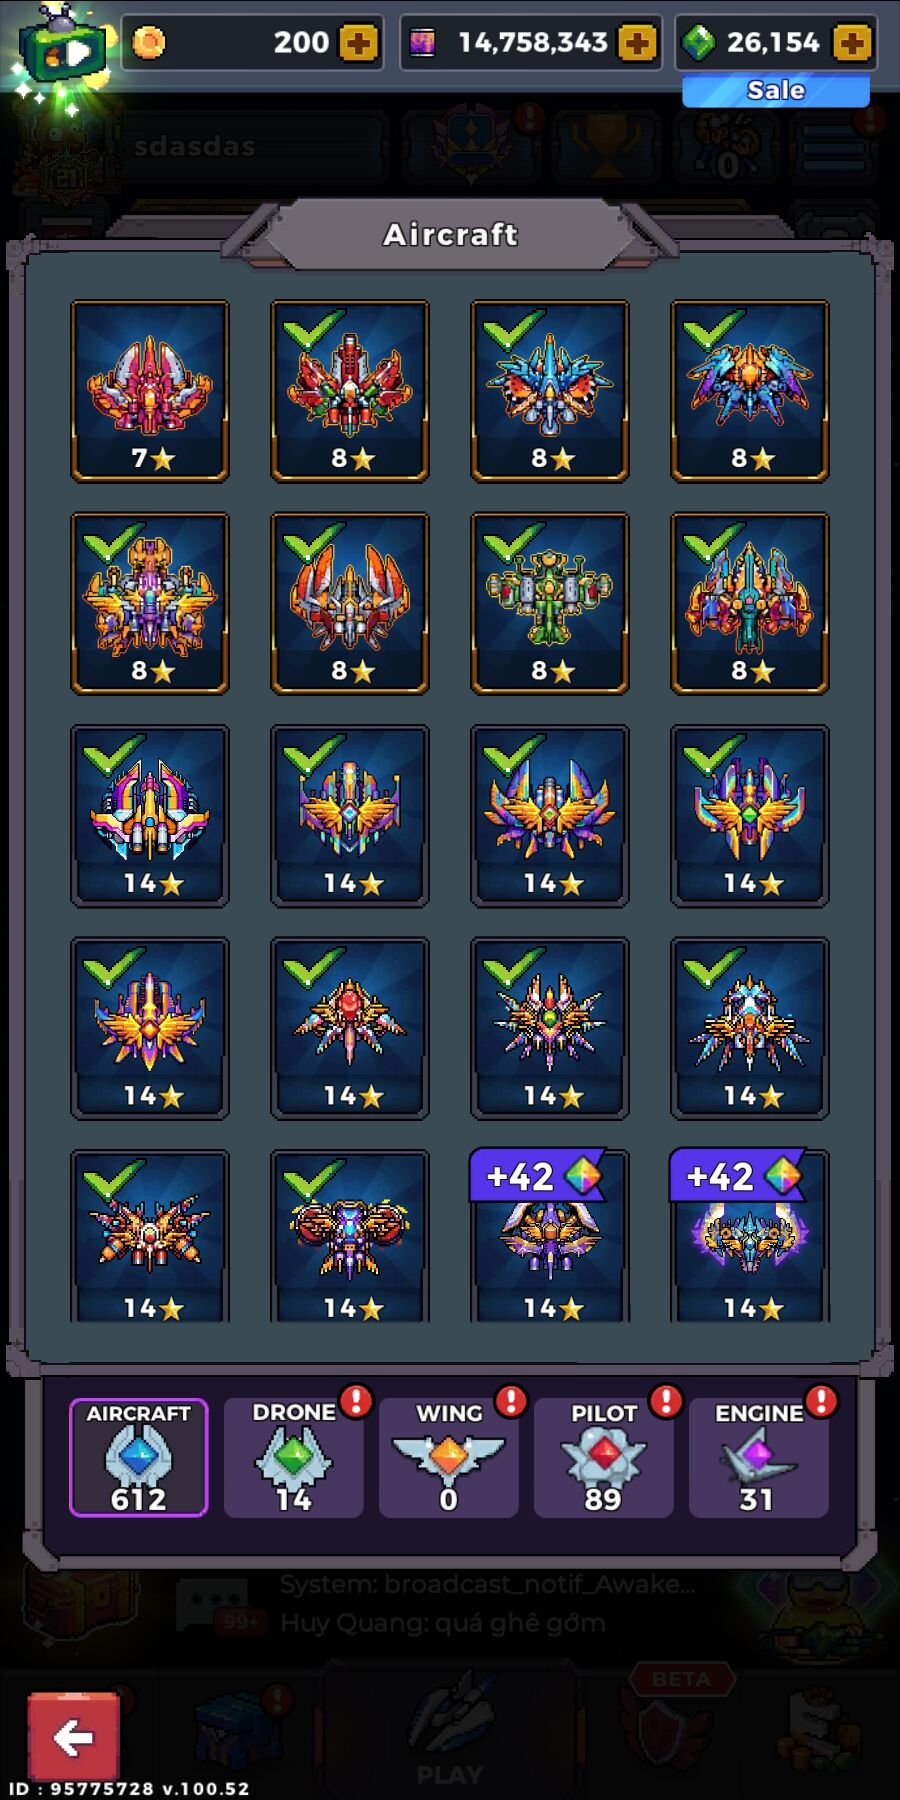 200
14,758,343
26,154
Sale
sdasdas
21
0
Aircraft
7
8
8
8
8
8
8
8
14
14
14
14
14
14
14
14
+42
+42
14
14
14
14
AIRCRAFT
612
DRONE
14
WING
0
PILOT
89
ENGINE
31
System: broadcast_notif_Awake...
99+
Huy Quang: quá ghê gớm
BETA
PLAY
ID : 95775728 v.100.52